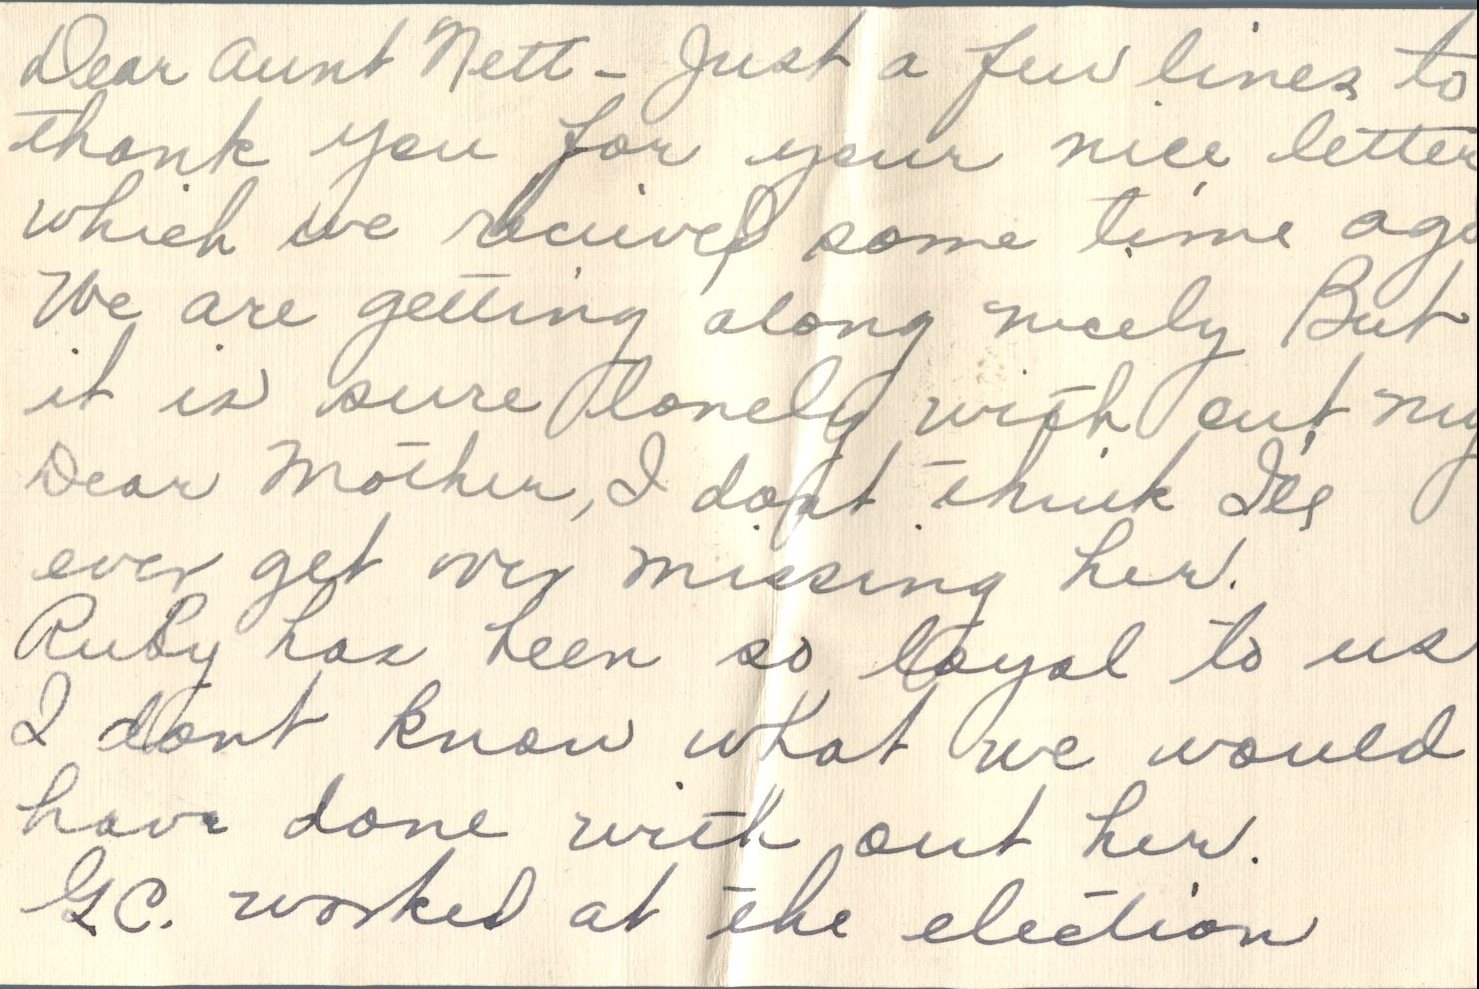 Dear Aunt Nett - Just a few lines to
thank you for your nice letter
which we recived some time ago
We are getting along nicely But
it is sure lonely with out my
Dear Mother, I dont think I'll
ever get over missing her.
Ruby has been so loyal to us
I dont know what we would
have done with out her.
G.C. worked at the election